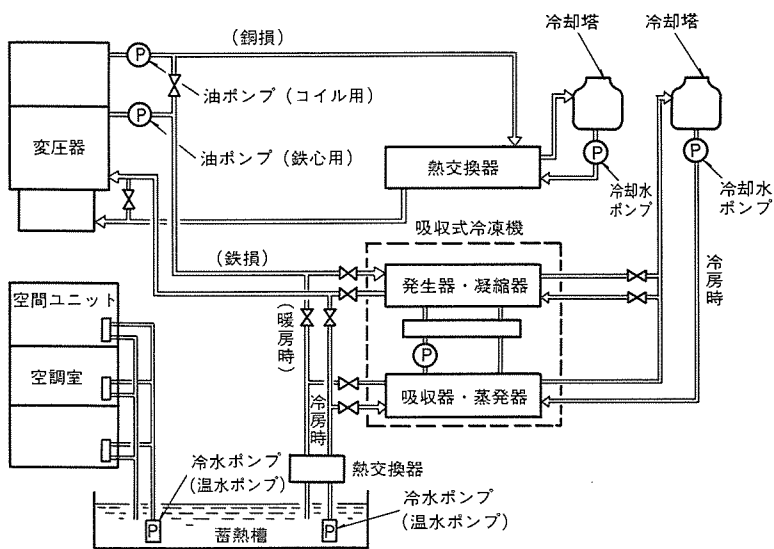 冷却塔
冷却塔
(銅損)
P
油ポンプ(コイル用)
P
変圧器
油ポンプ(鉄心用)
熱交換器
P
P
冷却水
ポンプ
冷却水
ポンプ
吸収式冷凍機
(鉄損)
発生器・凝縮器
冷房時
空間ユニット
(暖房時)
P
空調室
吸収器・蒸発器
冷房時
冷水ポンプ
(温水ポンプ)
熱交換器
冷水ポンプ
(温水ポンプ)
P
P
蓄熱槽